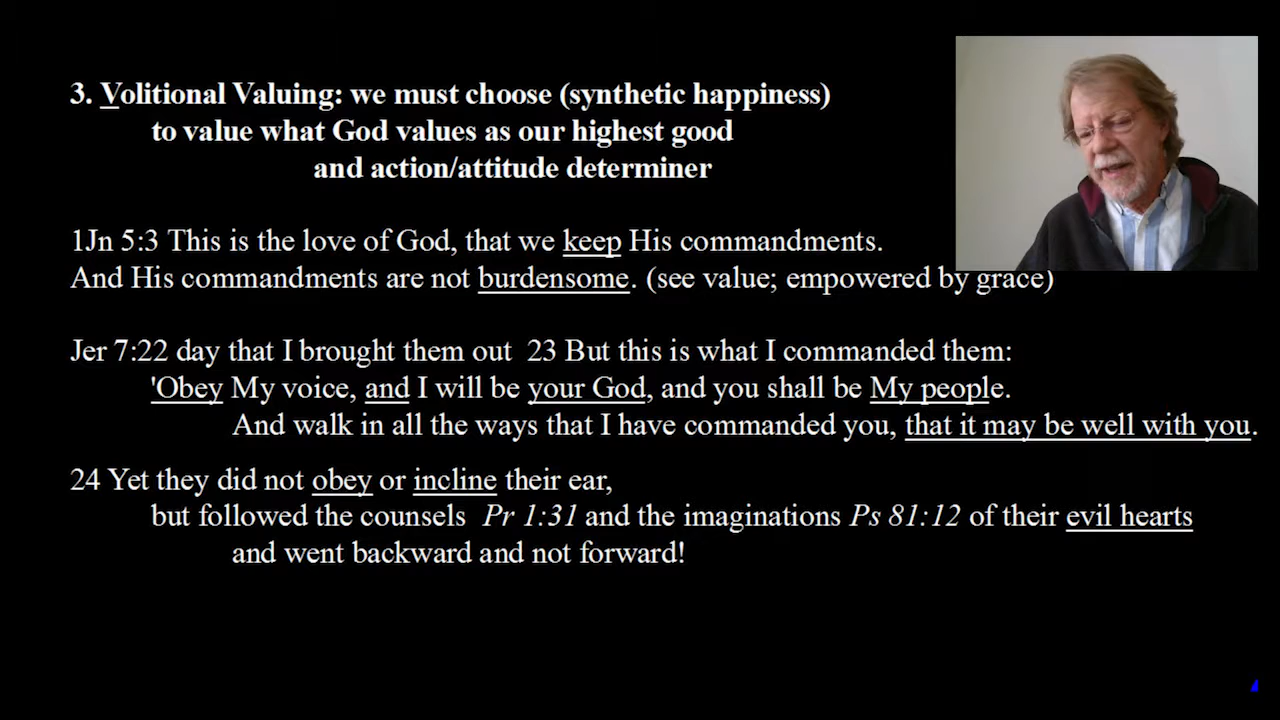 3. Volitional Valuing: we must choose (synthetic happiness)
to value what God values as our highest good
and action/attitude determiner
1Jn 5:3 This is the love of God, that we keep His commandments.
And His commandments are not burdensome. (see value; empowered by grace)
Jer 7:22 day that I brought them out 23 But this is what I commanded them:
'Obey My voice, and I will be your God, and you shall be My people.
And walk in all the ways that I have commanded you, that it may be well with you.
24 Yet they did not obey or incline their ear,
but followed the counsels Pr 1:31 and the imaginations Ps 81:12 of their evil hearts
and went backward and not forward!